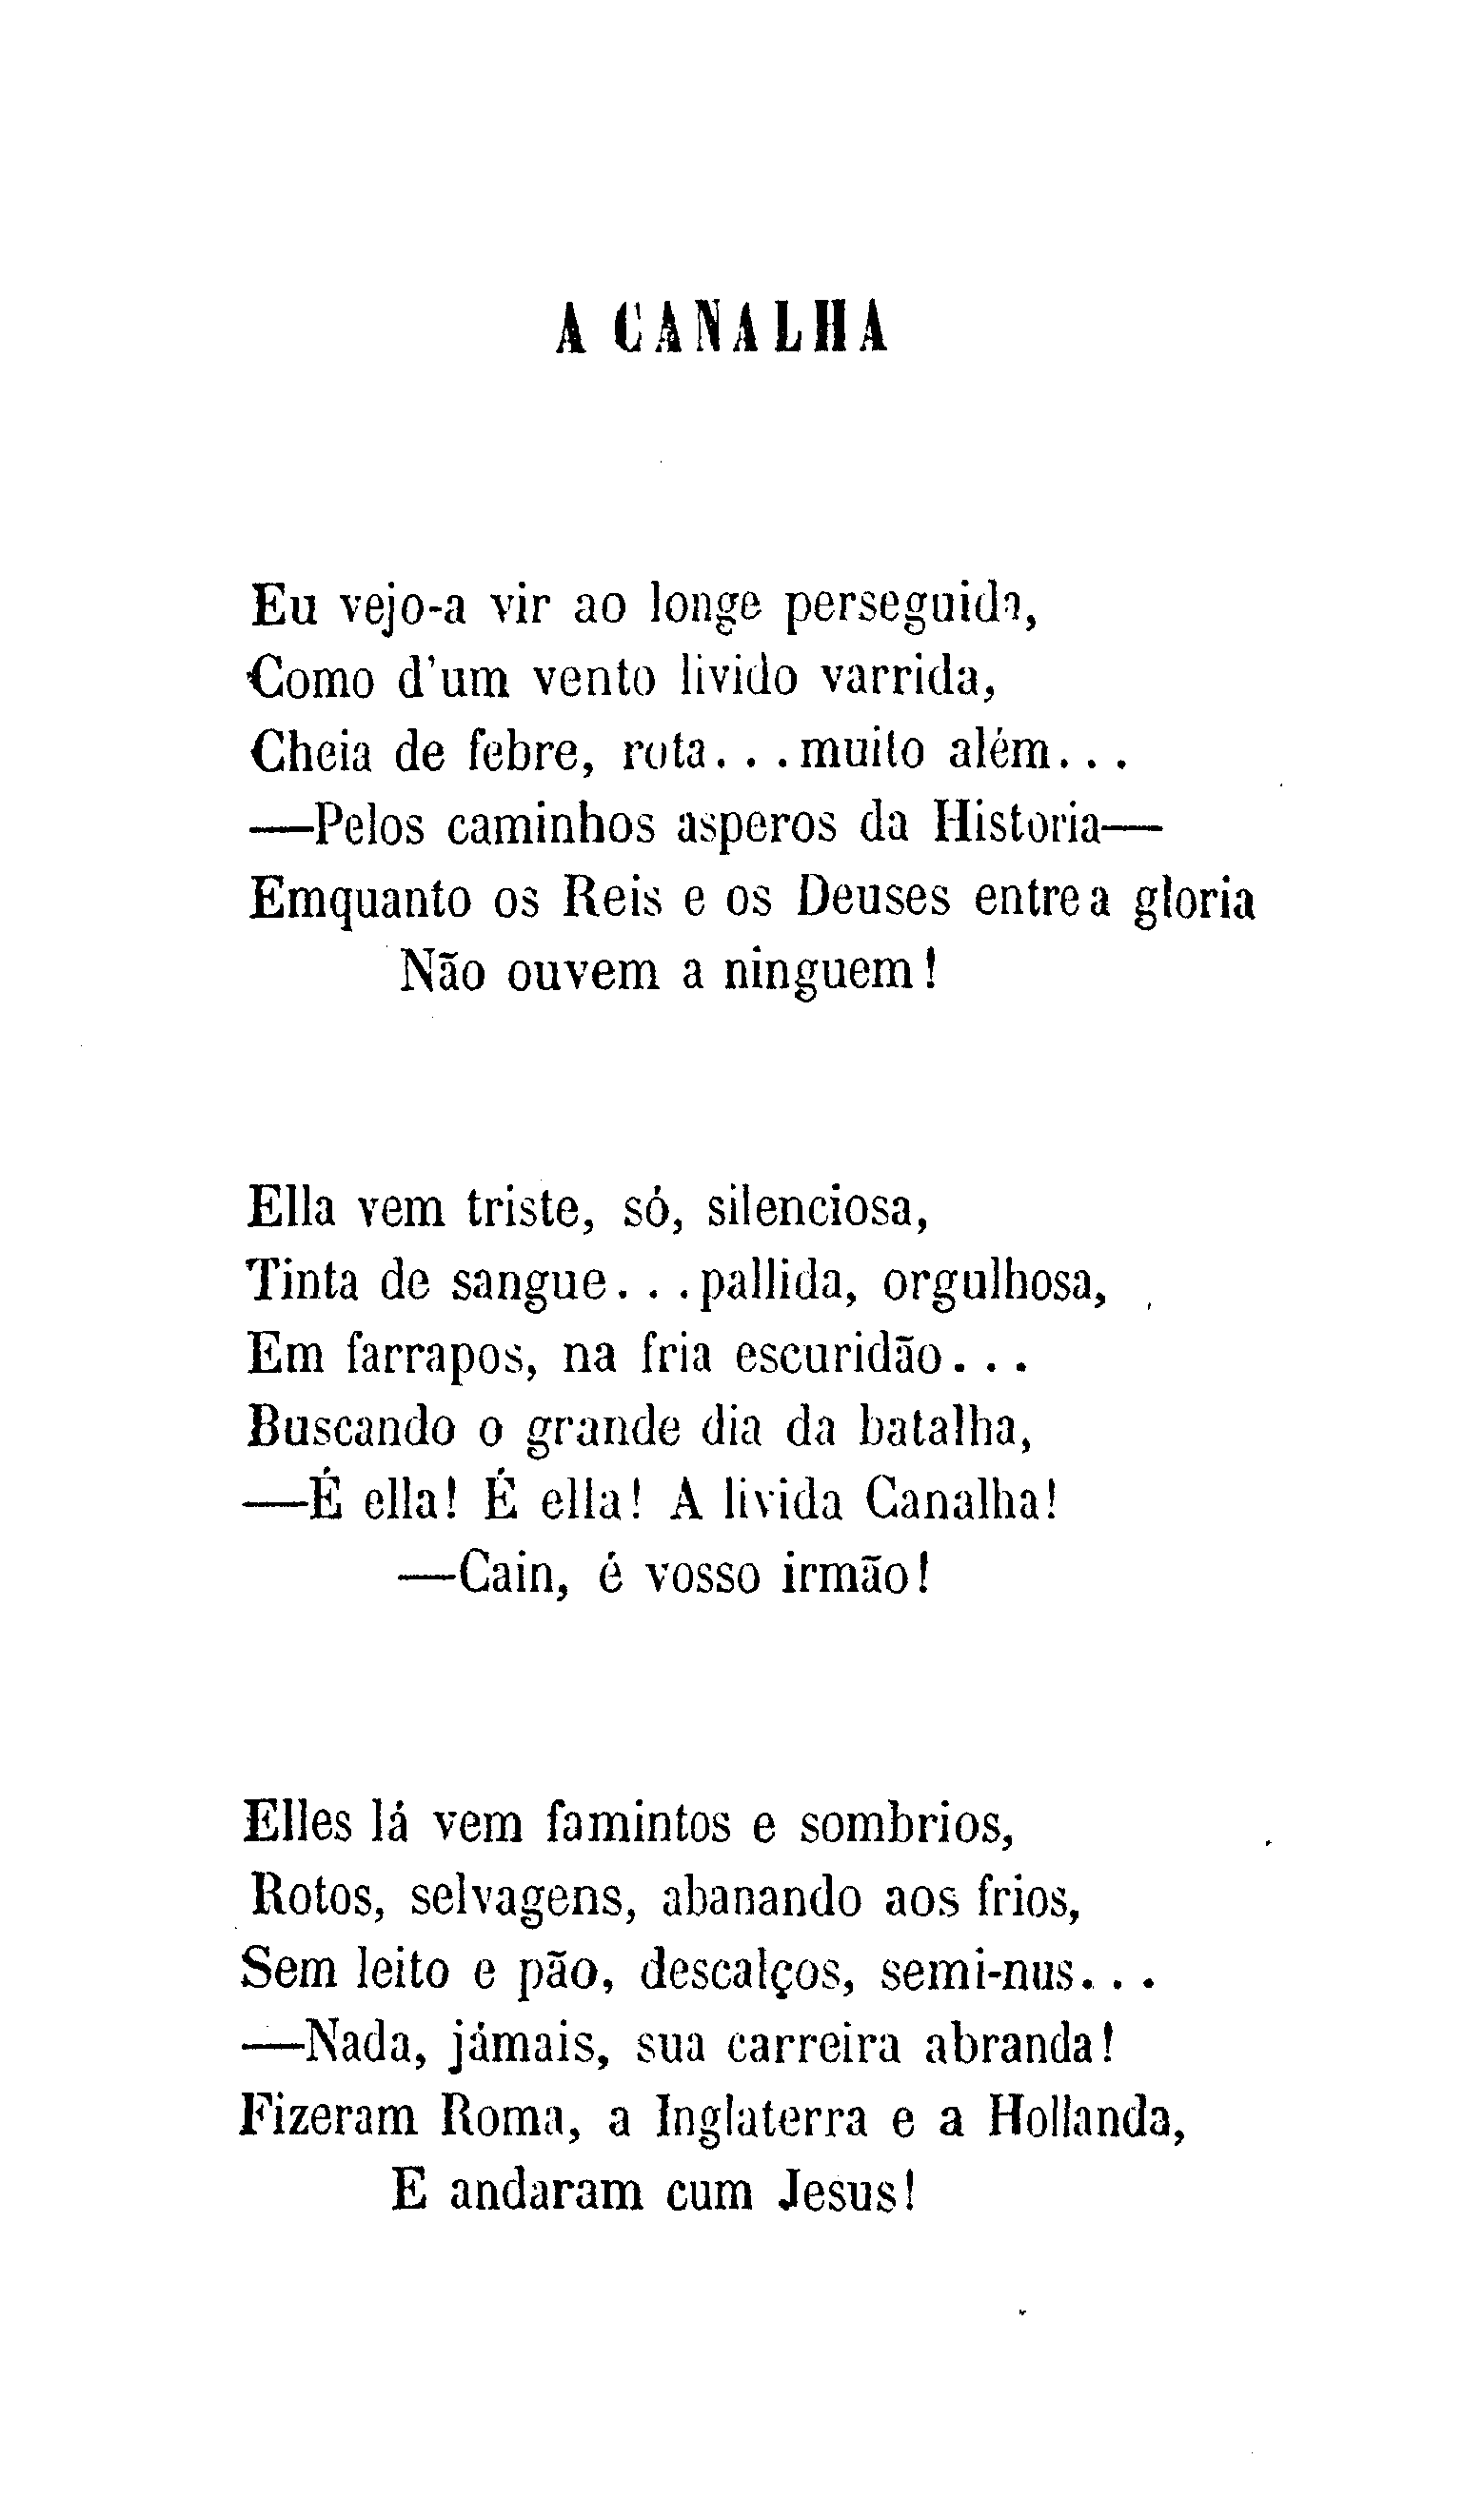 A CANALHA
Eu vejo-a vir ao longe perseguida,
Como d'um vento livido varrida,
Cheia de febre, rota...muito além...
—Pelos caminhos asperos da Historia—
Emquanto os Reis e os Deuses entre a gloria
Não ouvem a ninguem!
Ella vem triste, só, silenciosa,
Tinta de sangue...pallida, orgulhosa,
Em farrapos, na fria escuridão...
Buscando o grande dia da batalha,
—É ella! É ella! A livida Canalha!
—Cain, é vosso irmão!
Elles lá vem famintos e sombrios,
Rotos, selvagens, abanando aos frios,
Sem leito e pão, descalços, semi-nus...
—Nada, jámais, sua carreira abranda!
Fizeram Roma, a Inglaterra e a Hollanda,
E andaram cum Jesus!